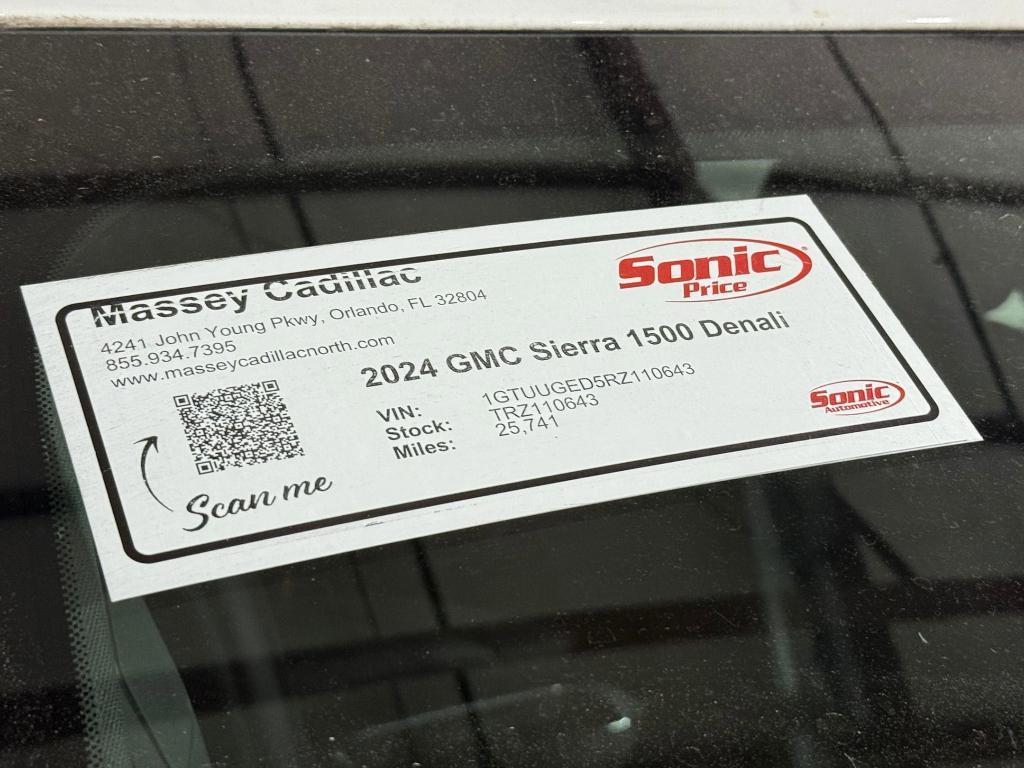 Massey Cadillac
4241 John Young Pkwy, Orlando, FL 32804
855.934.7395
www.masseycadillacnorth.com
Sonic®
Price
2024 GMC Sierra 1500 Denali
VIN: 1GTUUGED5RZ110643
Stock: TRZ110643
Miles: 25,741
Scan me
Sonic
Automotive